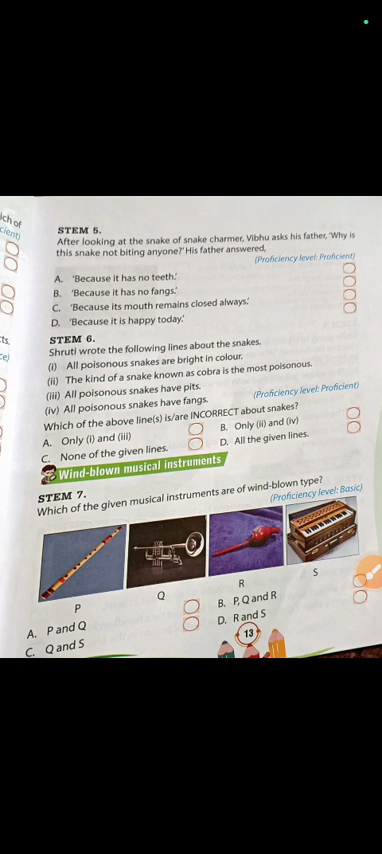 ich of
cient)
STEM 5.
After looking at the snake of snake charmer, Vibhu asks his father, 'Why is
this snake not biting anyone?' His father answered,
(Proficiency level: Proficient)
A. 'Because it has no teeth.'
B. 'Because it has no fangs.'
C. 'Because its mouth remains closed always.'
D. 'Because it is happy today.'
ts.
ce)
STEM 6.
Shruti wrote the following lines about the snakes.
(i) All poisonous snakes are bright in colour.
(ii) The kind of a snake known as cobra is the most poisonous.
(iii) All poisonous snakes have pits.
(iv) All poisonous snakes have fangs.
(Proficiency level: Proficient)
Which of the above line(s) is/are INCORRECT about snakes?
A. Only (i) and (iii)
B. Only (ii) and (iv)
C. None of the given lines.
D. All the given lines.
Wind-blown musical instruments
STEM 7.
Which of the given musical instruments are of wind-blown type?
(Proficiency level: Basic)
P
Q
R
S
A. P and Q
B. P, Q and R
C. Q and S
D. R and S
13